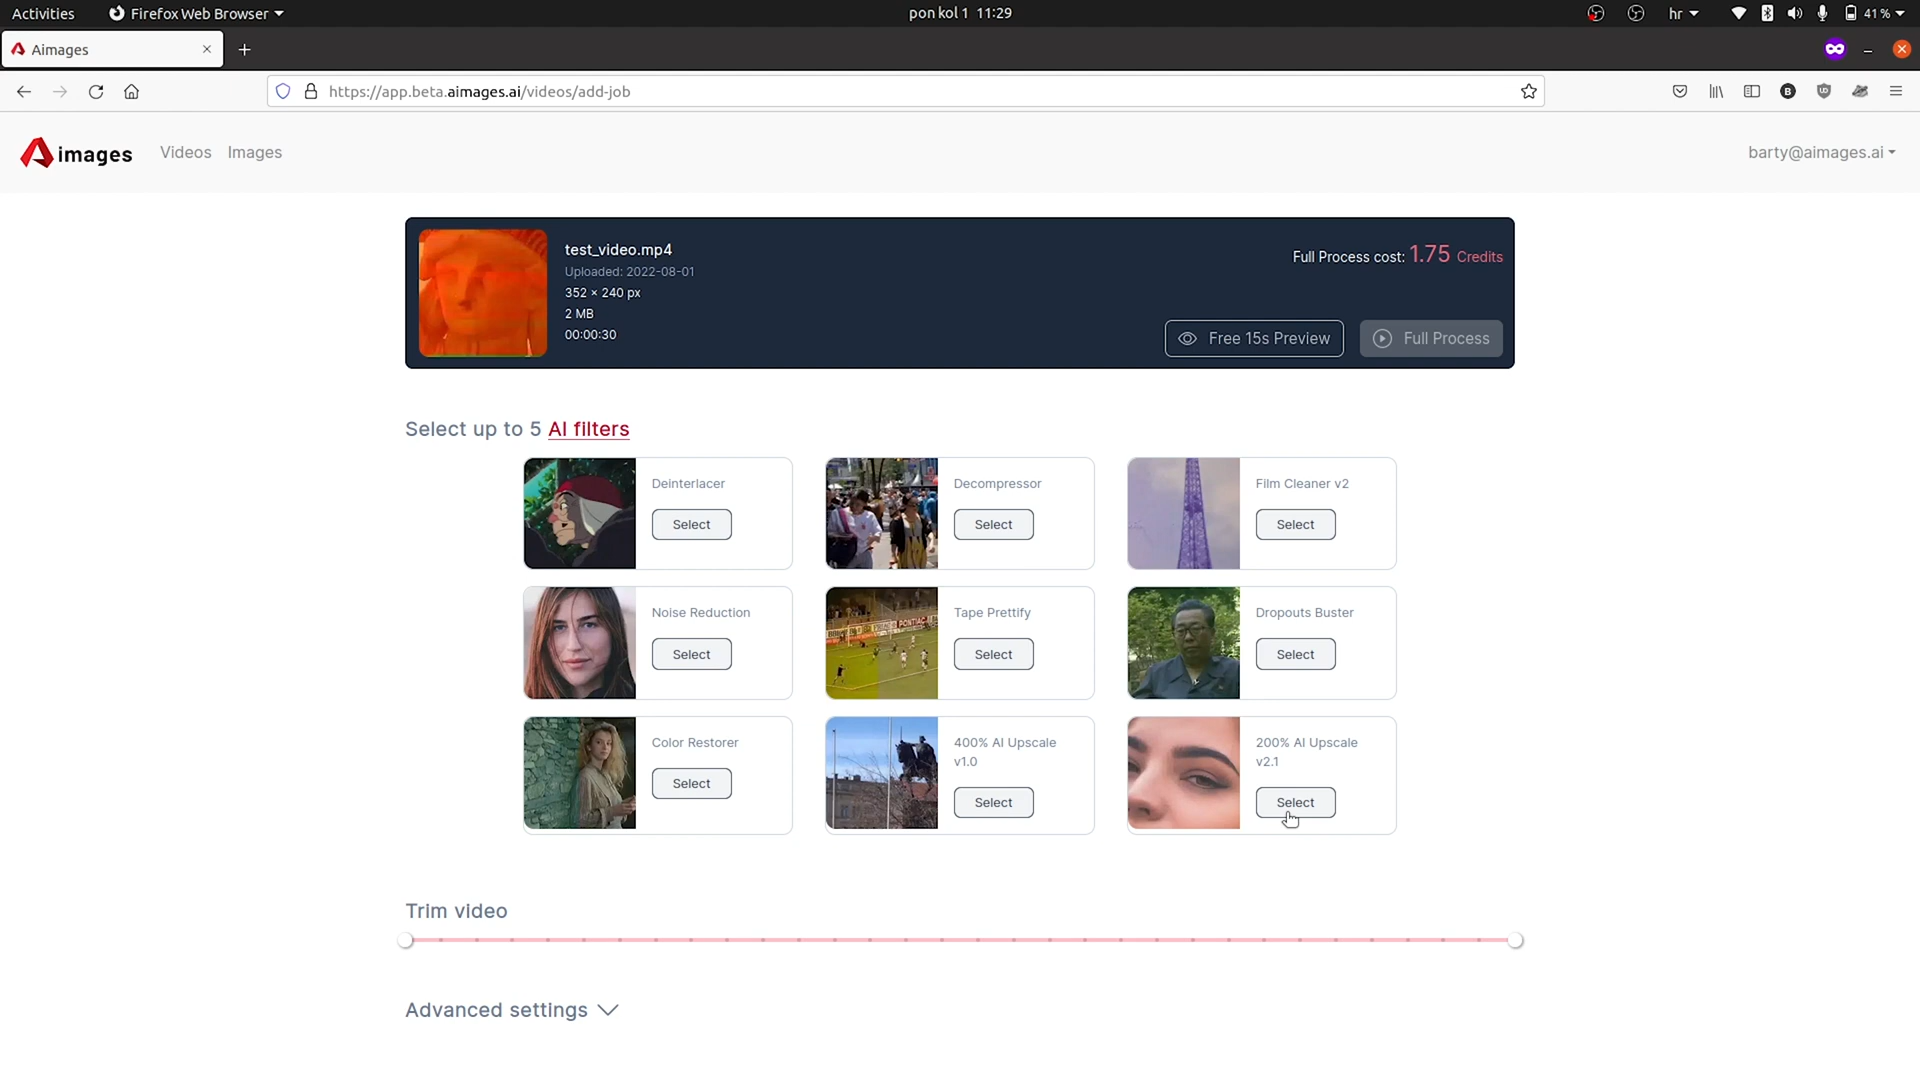 Activities
Firefox Web Browser
pon kol 1 11:29
hr
41 %
Aimages
https://app.beta.aimages.ai/videos/add-job
images
Videos
Images
barty@aimages.ai
test_video.mp4
Uploaded: 2022-08-01
352 × 240 px
2 MB
00:00:30
Full Process cost: 1.75 Credits
Free 15s Preview
Full Process
Select up to 5 AI filters
Deinterlacer
Select
Decompressor
Select
Film Cleaner v2
Select
Noise Reduction
Select
Tape Prettify
Select
PONTIAC
Dropouts Buster
Select
Color Restorer
Select
400% AI Upscale
v1.0
Select
200% AI Upscale
v2.1
Select
Trim video
Advanced settings